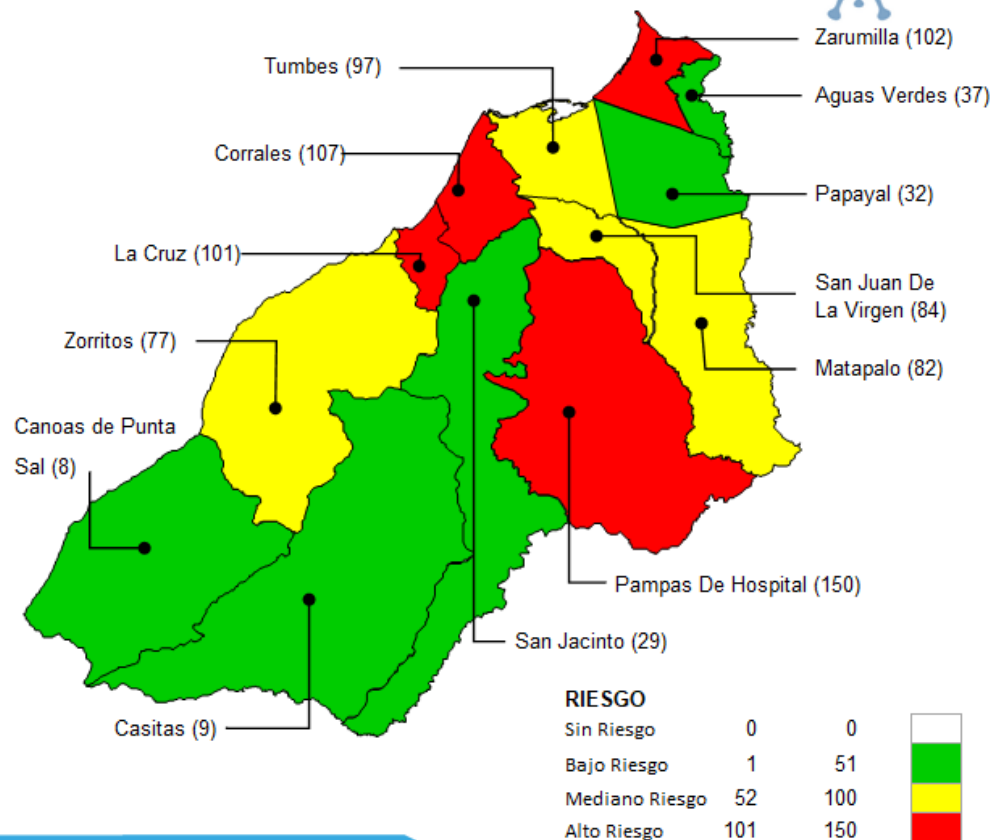 Zarumilla (102)
Tumbes (97)
Aguas Verdes (37)
Corrales (107)
Papayal (32)
La Cruz (101)
San Juan De
La Virgen (84)
Zorritos (77)
Matapalo (82)
Canoas de Punta
Sal (8)
Pampas De Hospital (150)
San Jacinto (29)
Casitas (9)
RIESGO
Sin Riesgo 0 0
Bajo Riesgo 1 51
Mediano Riesgo 52 100
Alto Riesgo 101 150